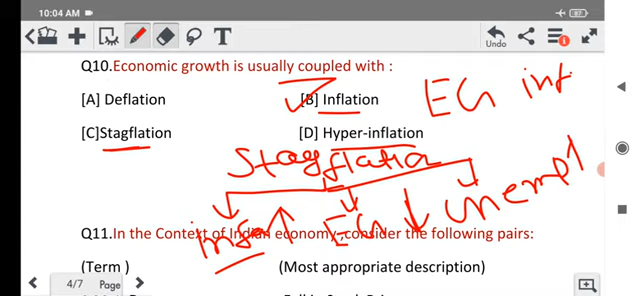 10:04 AM
87
Undo
Q10.Economic growth is usually coupled with :
[A] Deflation
[B] Inflation
EG inf
[C]Stagflation
[D] Hyper-inflation
Stagflation
inf ↑ EG ↓ unempl
Q11.In the Context of Indian economy consider the following pairs:
4/7 Page
(Term )
(Most appropriate description)